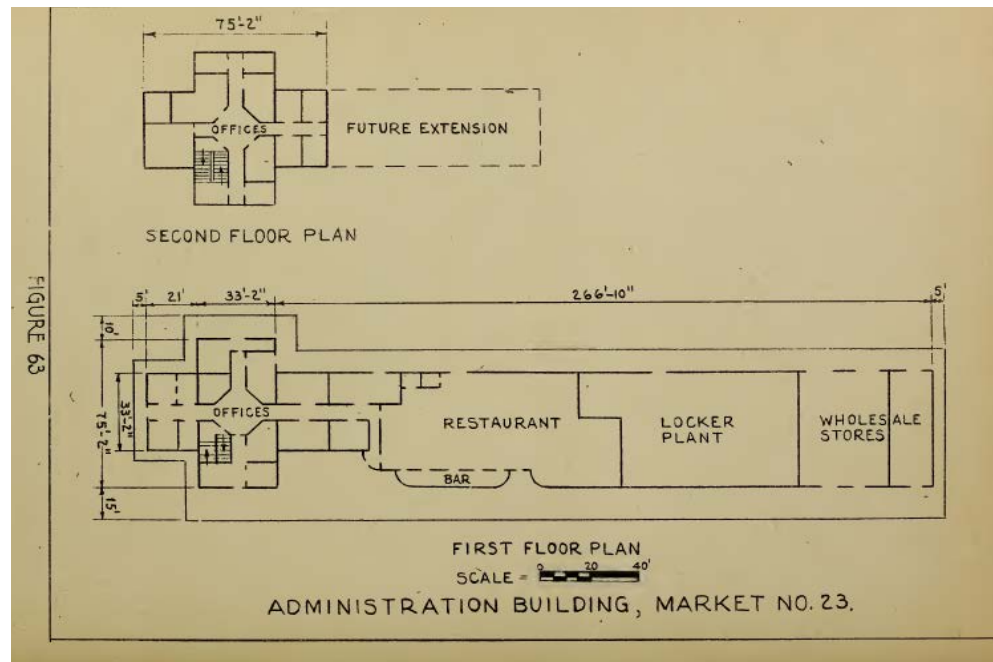 75'-2"
OFFICES
FUTURE EXTENSION
SECOND FLOOR PLAN
FIGURE 63
5' 21' 33'-2" 266'-10" 5'
10'
75'-2"
33'-2"
15'
OFFICES
RESTAURANT
LOCKER
PLANT
WHOLESALE
STORES
BAR
FIRST FLOOR PLAN
SCALE = 0 20 40'
ADMINISTRATION BUILDING, MARKET NO. 23.